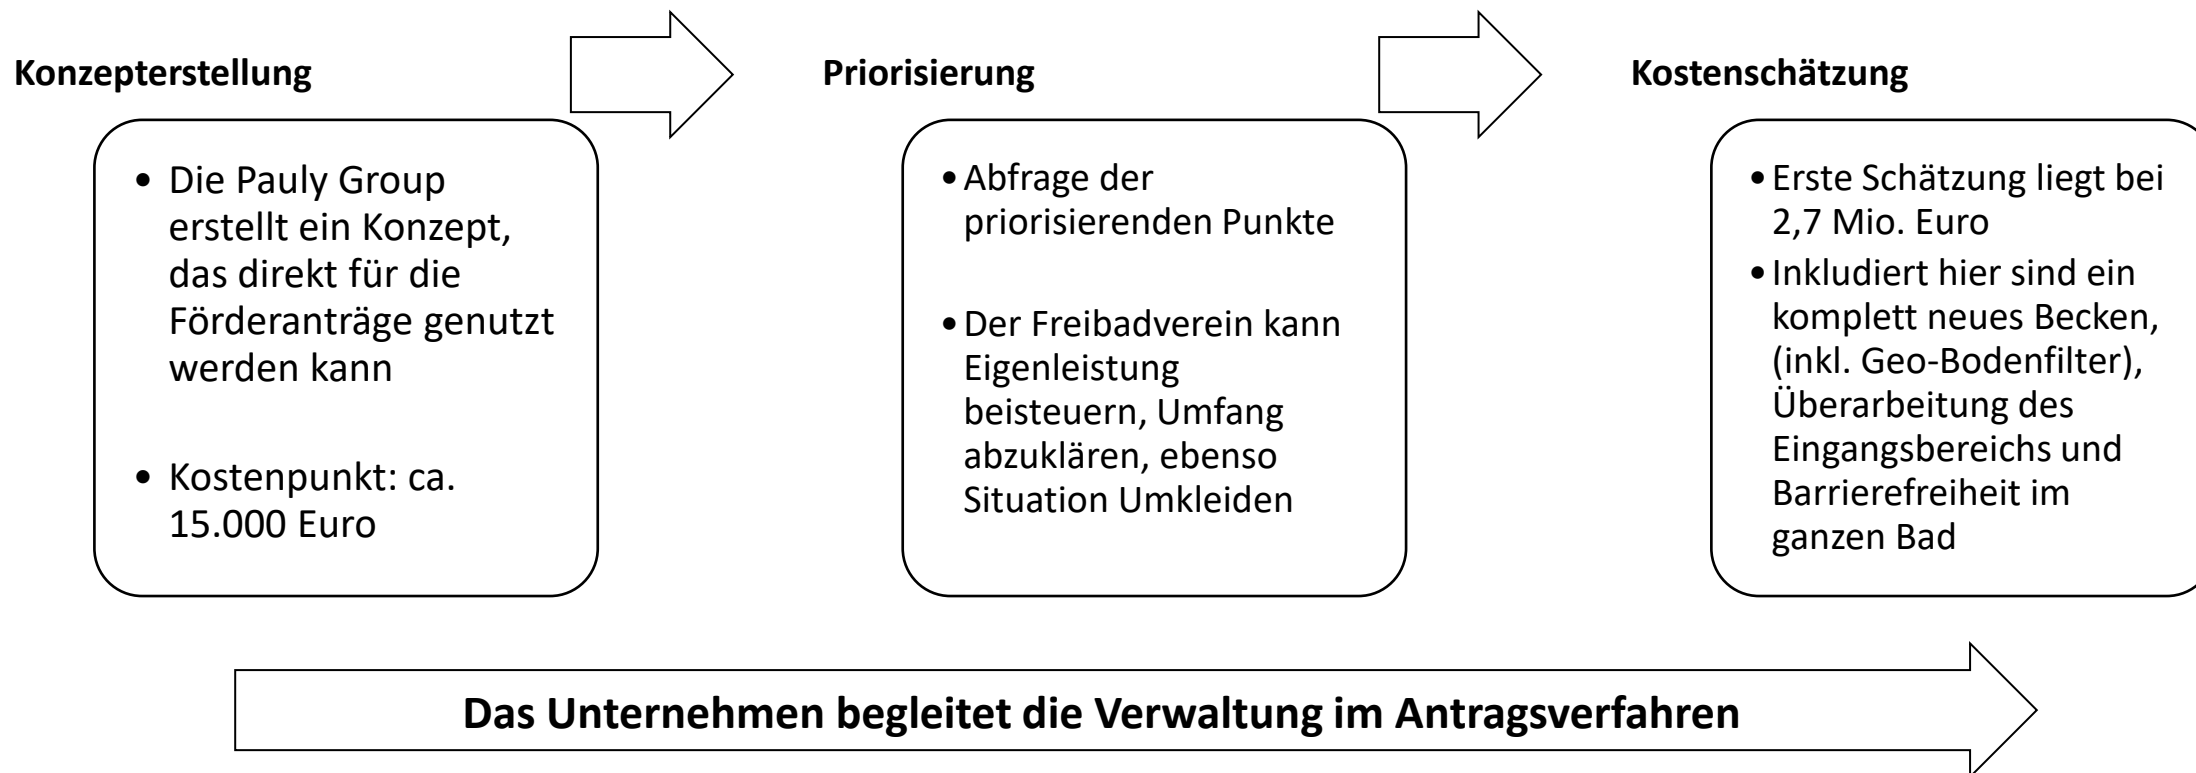 Konzepterstellung
• Die Pauly Group
erstellt ein Konzept,
das direkt für die
Förderanträge genutzt
werden kann
• Kostenpunkt: ca.
15.000 Euro
Priorisierung
• Abfrage der
priorisierenden Punkte
• Der Freibadverein kann
Eigenleistung
beisteuern, Umfang
abzuklären, ebenso
Situation Umkleiden
Kostenschätzung
• Erste Schätzung liegt bei
2,7 Mio. Euro
• Inkludiert hier sind ein
komplett neues Becken,
(inkl. Geo-Bodenfilter),
Überarbeitung des
Eingangsbereichs und
Barrierefreiheit im
ganzen Bad
Das Unternehmen begleitet die Verwaltung im Antragsverfahren